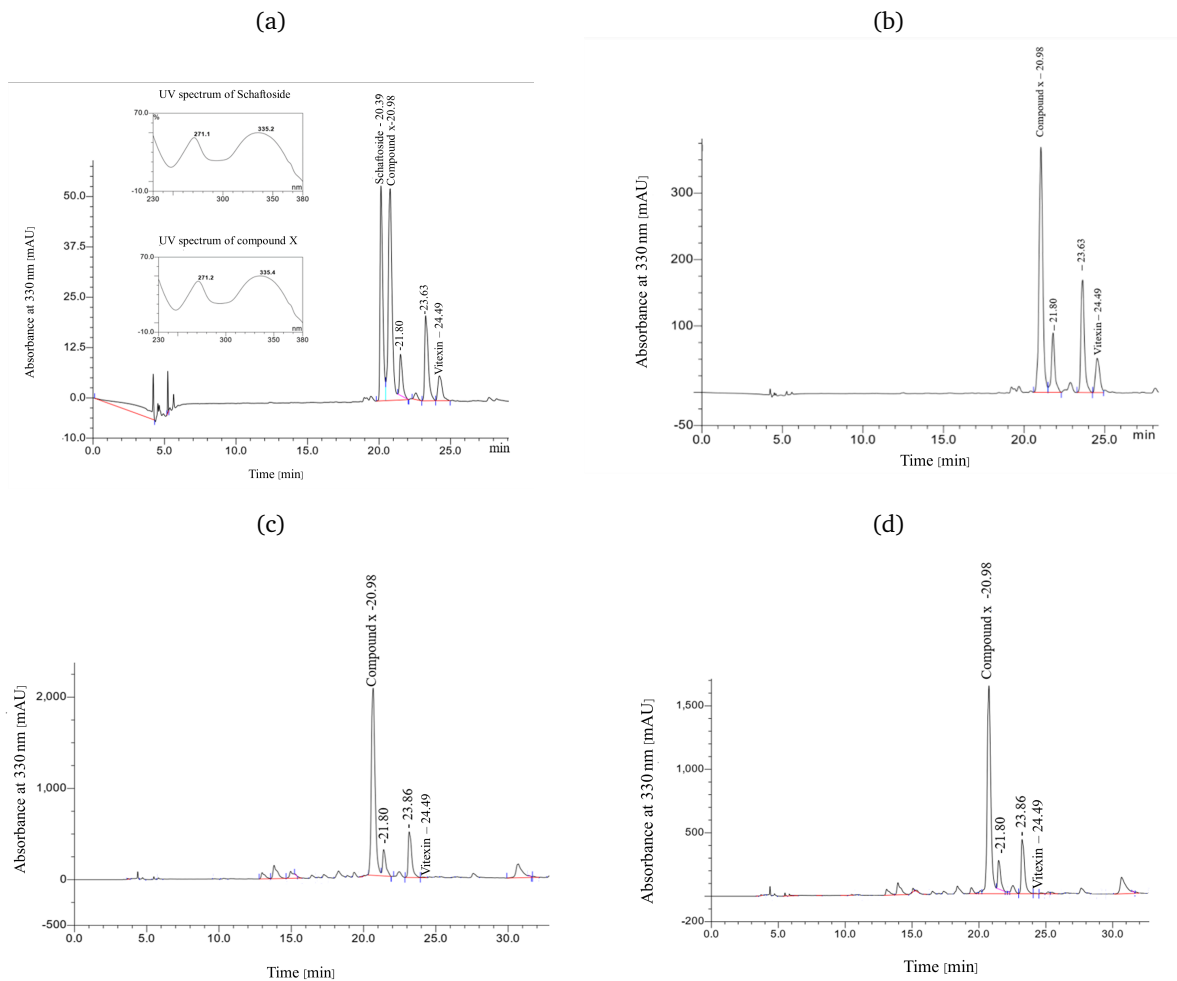 (a)
UV spectrum of Schaftoside
70.0
%
271.1
335.2
-10.0
nm
230
300
350
380
UV spectrum of compound X
70.0
271.2
335.4
-10.0
nm
230
300
350
380
Schaftoside - 20.39
Compound x-20.98
-21.80
-23.63
Vitexin – 24.49
Absorbance at 330 nm [mAU]
50.0
37.5
25.0
12.5
0.0
-10.0
0.0
5.0
10.0
15.0
20.0
25.0
min
Time [min]
(b)
Compound x – 20.98
– 21.80
– 23.63
Vitexin – 24.49
Absorbance at 330 nm [mAU]
300
200
100
-50
0.0
5.0
10.0
15.0
20.0
25.0
min
Time [min]
(c)
Compound x -20.98
-21.80
- 23.86
Vitexin – 24.49
Absorbance at 330 nm [mAU]
2,000
1,000
0
-500
0.0
5.0
10.0
15.0
20.0
25.0
30.0
Time [min]
(d)
Compound x -20.98
-21.80
- 23.86
Vitexin – 24.49
Absorbance at 330 nm [mAU]
1,500
1,000
500
-200
0.0
5.0
10.0
15.0
20.0
25.0
30.0
Time [min]